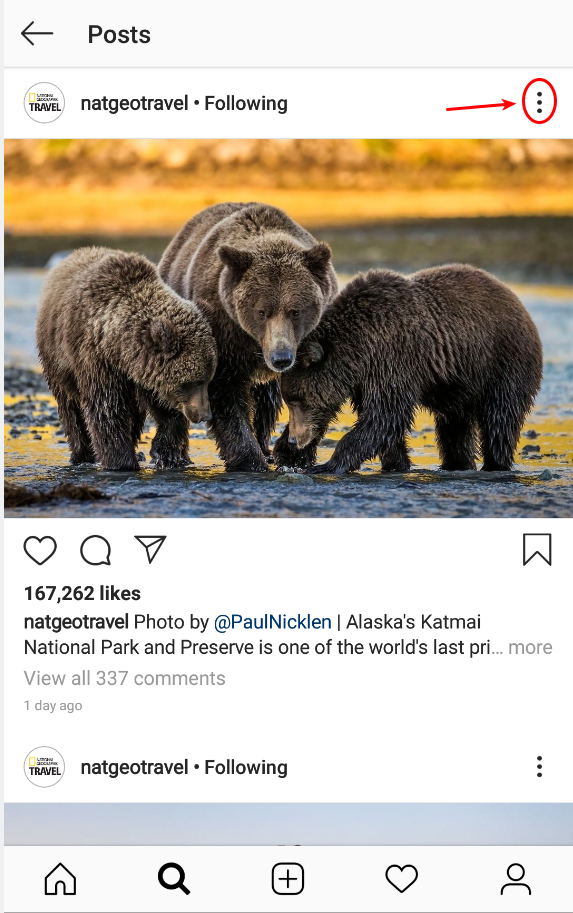 Posts
NATIONAL
GEOGRAPHIC
TRAVEL
natgeotravel • Following
167,262 likes
natgeotravel Photo by @PaulNicklen | Alaska's Katmai
National Park and Preserve is one of the world's last pri... more
View all 337 comments
1 day ago
NATIONAL
GEOGRAPHIC
TRAVEL
natgeotravel • Following